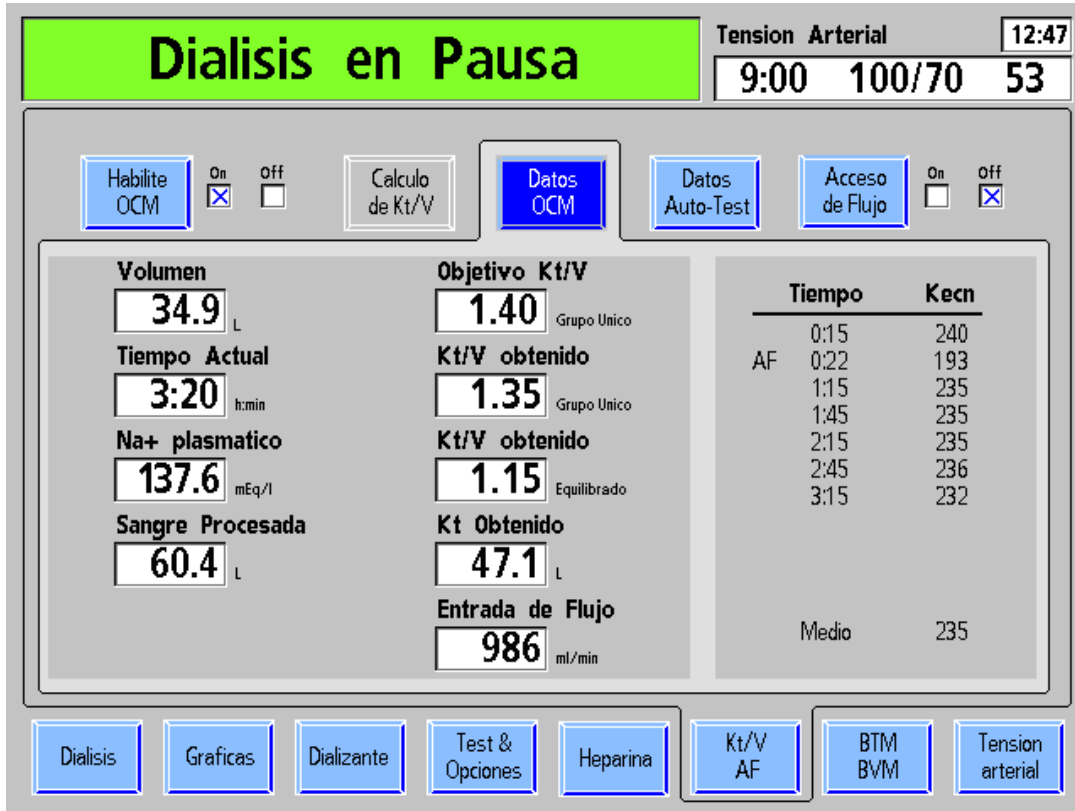 Dialisis en Pausa
Tension Arterial 12:47
9:00 100/70 53
Habilite
OCM
On Off
Calculo
de Kt/V
Datos
OCM
Datos
Auto-Test
Acceso
de Flujo
On Off
Volumen
34.9 L
Tiempo Actual
3:20 h:min
Na+ plasmatico
137.6 mEq/l
Sangre Procesada
60.4 L
Objetivo Kt/V
1.40 Grupo Unico
Kt/V obtenido
1.35 Grupo Unico
Kt/V obtenido
1.15 Equilibrado
Kt Obtenido
47.1 L
Entrada de Flujo
986 ml/min
Tiempo Kecn
0:15 240
AF 0:22 193
1:15 235
1:45 235
2:15 235
2:45 236
3:15 232
Medio 235
Dialisis
Graficas
Dializante
Test &
Opciones
Heparina
Kt/V
AF
BTM
BVM
Tension
arterial